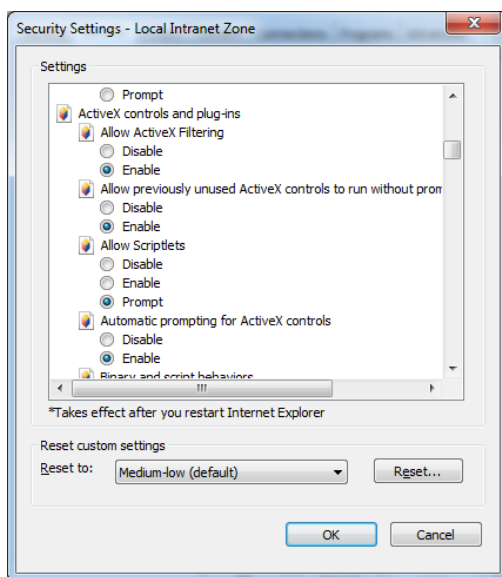 Security Settings - Local Intranet Zone
Settings
Prompt
ActiveX controls and plug-ins
Allow ActiveX Filtering
Disable
Enable
Allow previously unused ActiveX controls to run without prom
Disable
Enable
Allow Scriptlets
Disable
Enable
Prompt
Automatic prompting for ActiveX controls
Disable
Enable
Binary and script behaviors
*Takes effect after you restart Internet Explorer
Reset custom settings
Reset to:
Medium-low (default)
Reset...
OK
Cancel